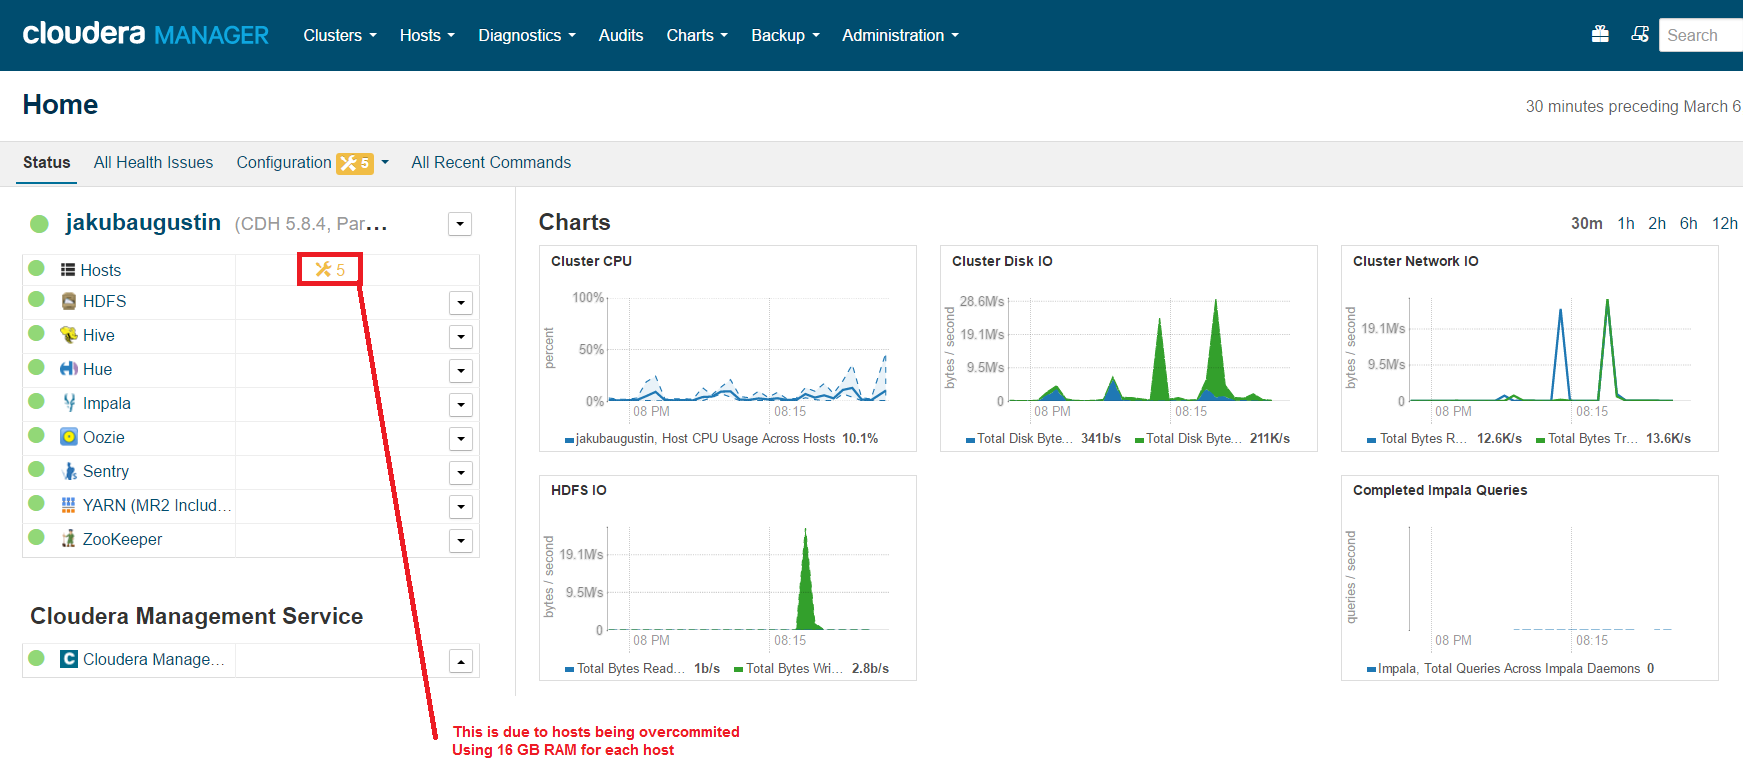 cloudera MANAGER Clusters Hosts Diagnostics Audits Charts Backup Administration Search
Home
30 minutes preceding March 6
Status All Health Issues Configuration 5 All Recent Commands
jakubaugustin (CDH 5.8.4, Par...
Hosts 5
HDFS
Hive
Hue
Impala
Oozie
Sentry
YARN (MR2 Includ...
ZooKeeper
Cloudera Management Service
C Cloudera Manage...
Charts
30m 1h 2h 6h 12h
Cluster CPU
percent
100%
50%
0%
08 PM 08:15
jakubaugustin, Host CPU Usage Across Hosts 10.1%
Cluster Disk IO
bytes / second
28.6M/s
19.1M/s
9.5M/s
0
08 PM 08:15
Total Disk Byte... 341b/s Total Disk Byte... 211K/s
Cluster Network IO
bytes / second
19.1M/s
9.5M/s
0
08 PM 08:15
Total Bytes R... 12.6K/s Total Bytes Tr... 13.6K/s
HDFS IO
bytes / second
19.1M/s
9.5M/s
0
08 PM 08:15
Total Bytes Read... 1b/s Total Bytes Wri... 2.8b/s
Completed Impala Queries
queries / second
08 PM 08:15
Impala, Total Queries Across Impala Daemons 0
This is due to hosts being overcommited
Using 16 GB RAM for each host